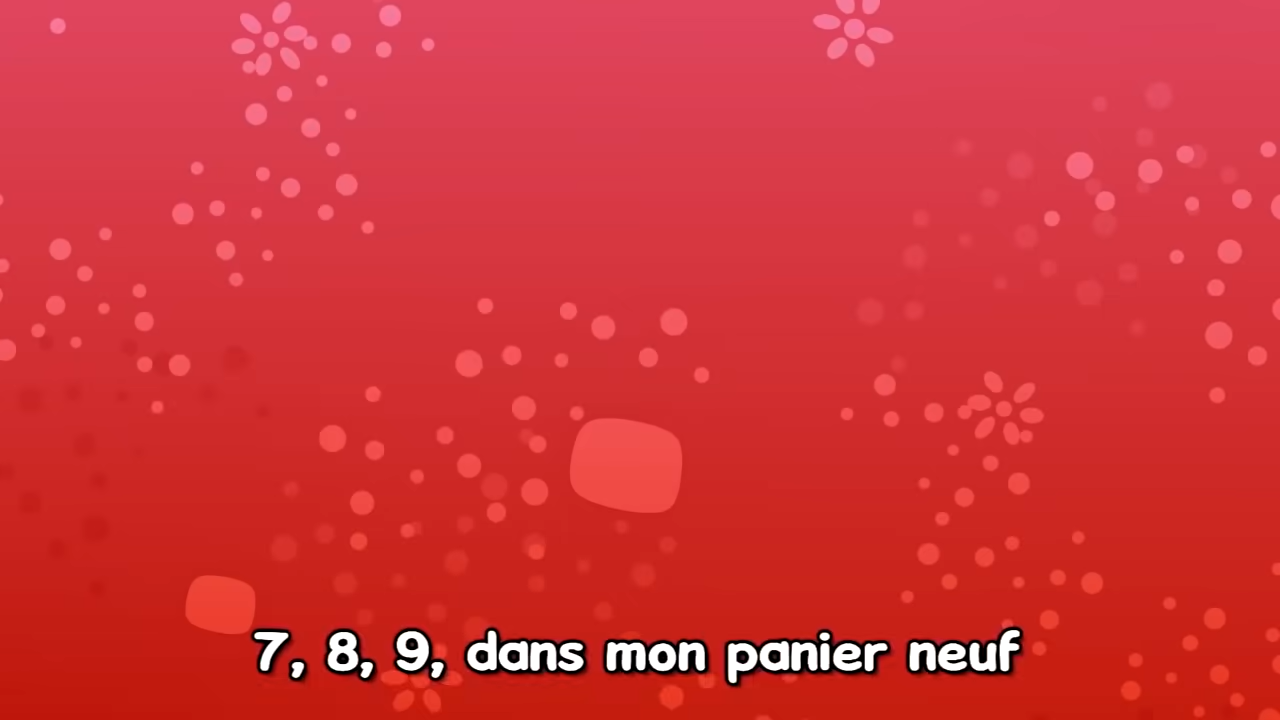 7, 8, 9, dans mon panier neuf